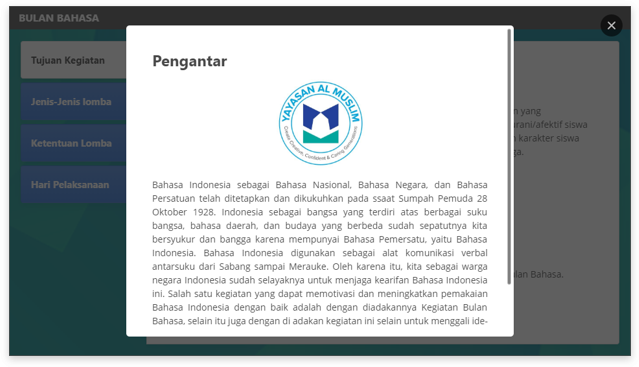 BULAN BAHASA
Tujuan Kegiatan
Jenis-Jenis lomba
Ketentuan Lomba
Hari Pelaksanaan
Pengantar
YAYASAN AL MUSLIM
Create Creative, Confident & Caring Generations
Bahasa Indonesia sebagai Bahasa Nasional, Bahasa Negara, dan Bahasa
Persatuan telah ditetapkan dan dikukuhkan pada ssaat Sumpah Pemuda 28
Oktober 1928. Indonesia sebagai bangsa yang terdiri atas berbagai suku
bangsa, bahasa daerah, dan budaya yang berbeda sudah sepatutnya kita
bersyukur dan bangga karena mempunyai Bahasa Pemersatu, yaitu Bahasa
Indonesia. Bahasa Indonesia digunakan sebagai alat komunikasi verbal
antarsuku dari Sabang sampai Merauke. Oleh karena itu, kita sebagai warga
negara Indonesia sudah selayaknya untuk menjaga kearifan Bahasa Indonesia
ini. Salah satu kegiatan yang dapat memotivasi dan meningkatkan pemakaian
Bahasa Indonesia dengan baik adalah dengan diadakannya Kegiatan Bulan
Bahasa, selain itu juga dengan di adakan kegiatan ini selain untuk menggali ide-
yang
arani/afektif siswa
karakter siswa
ga.
lan Bahasa.